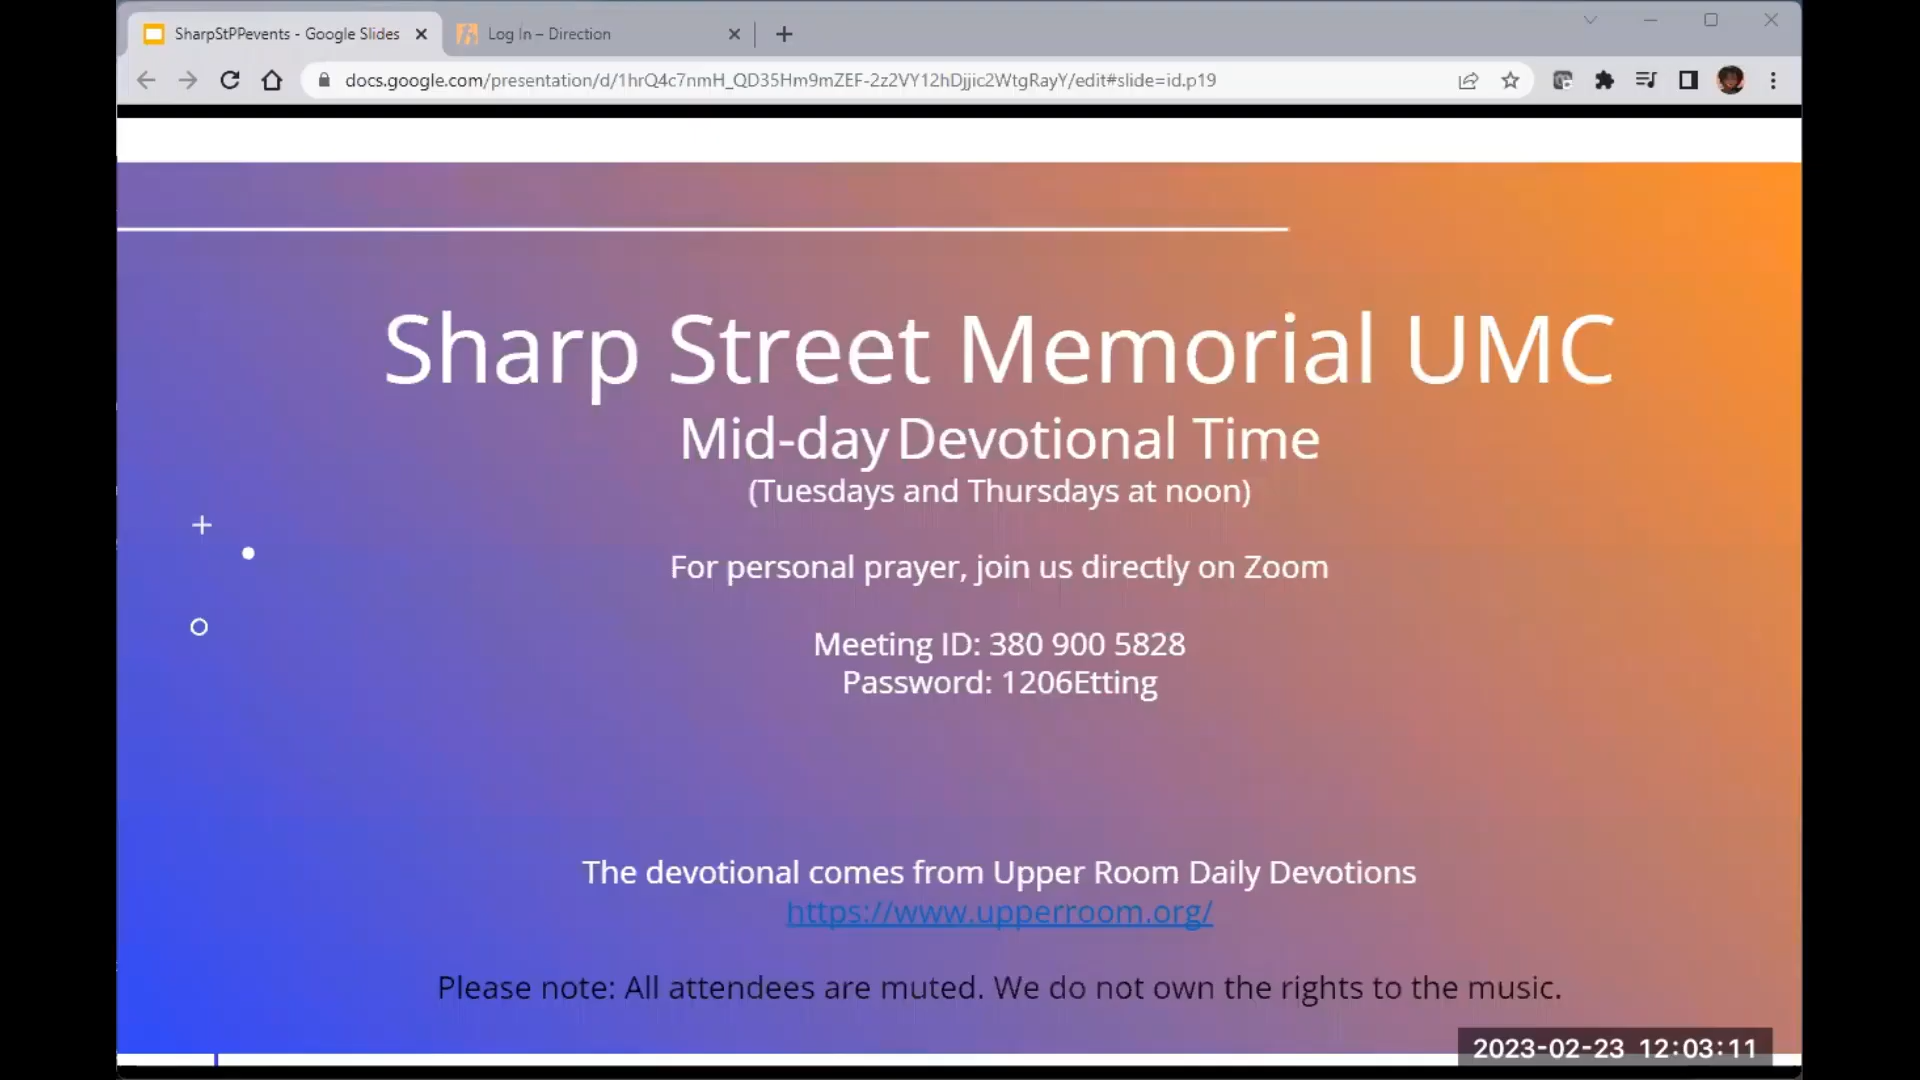 SharpStPPevents - Google Slides
Log In – Direction
docs.google.com/presentation/d/1hrQ4c7nmH_QD35Hm9mZEF-2z2VY12hDjjic2WtgRayY/edit#slide=id.p19
Sharp Street Memorial UMC
Mid-day Devotional Time
(Tuesdays and Thursdays at noon)
For personal prayer, join us directly on Zoom
Meeting ID: 380 900 5828
Password: 1206Etting
The devotional comes from Upper Room Daily Devotions
https://www.upperroom.org/
Please note: All attendees are muted. We do not own the rights to the music.
2023-02-23 12:03:11